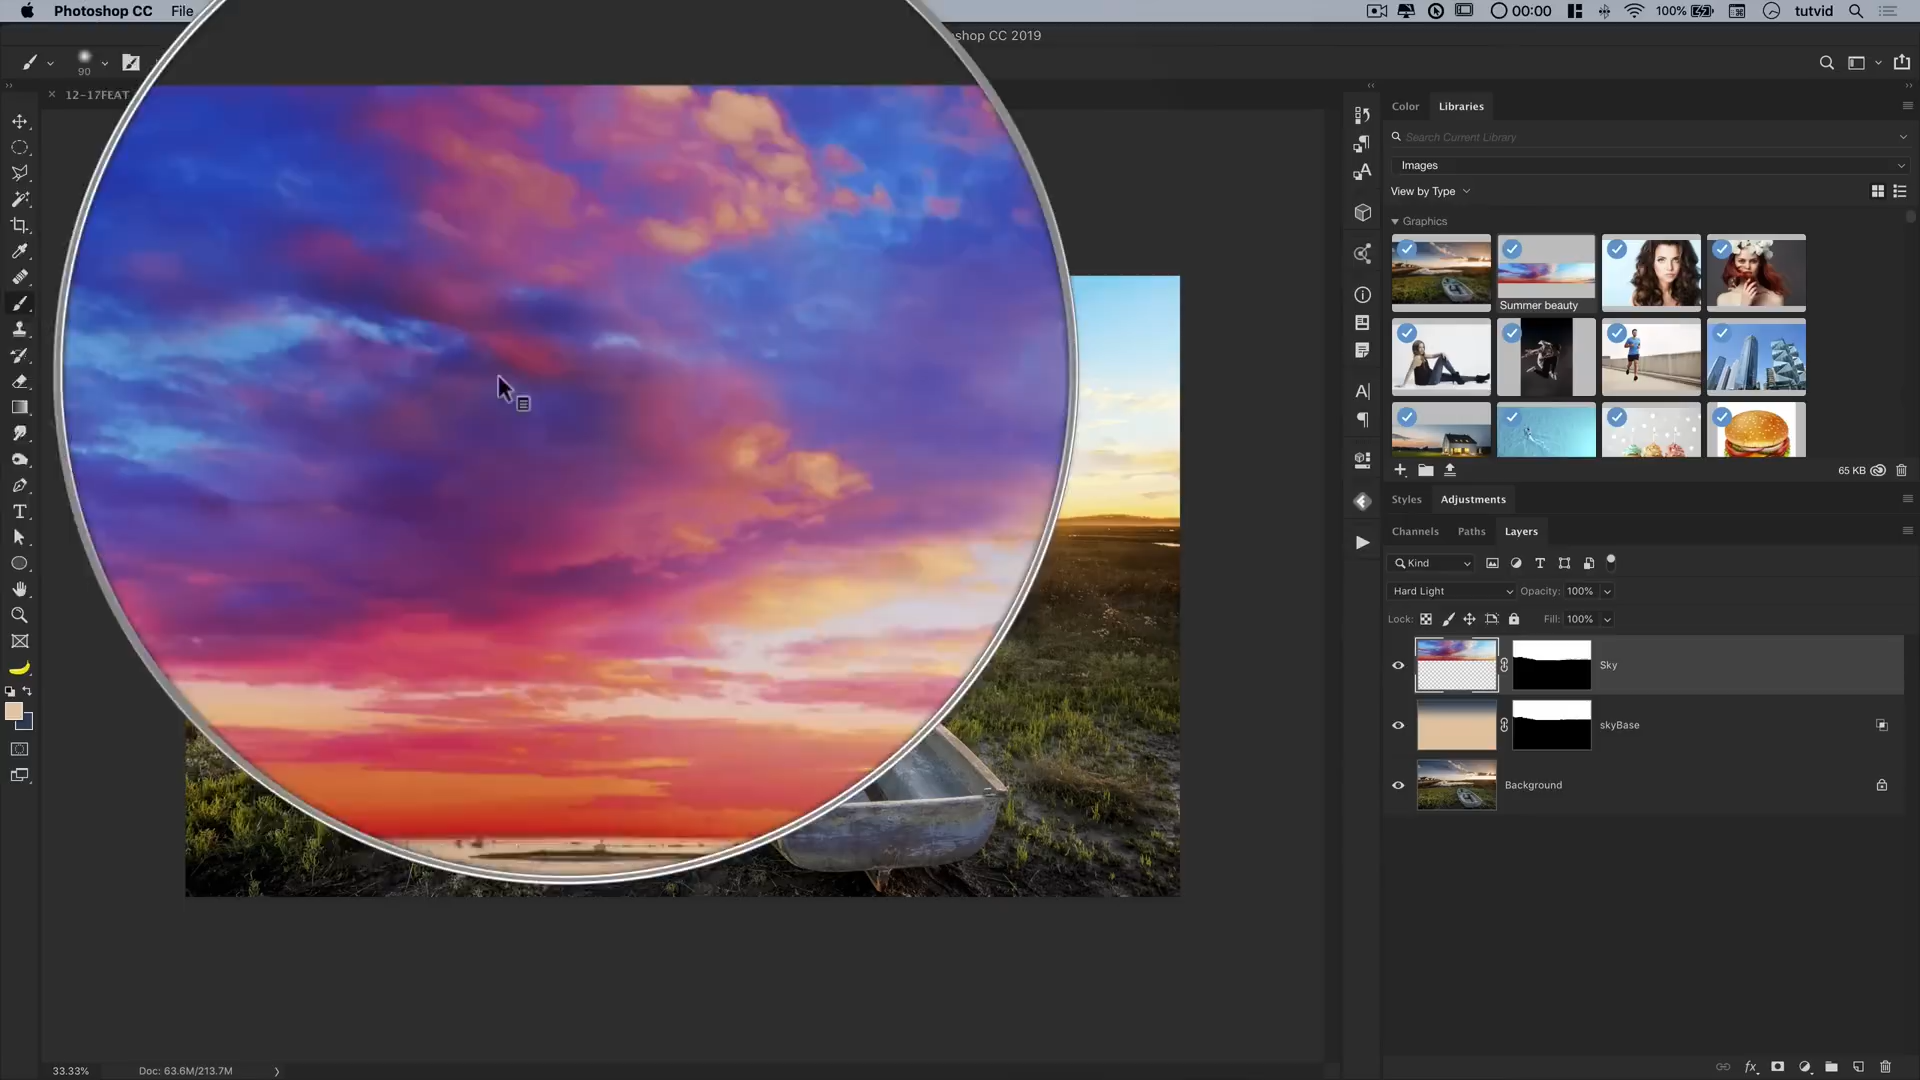 Photoshop CC File
00:00
100%
tutvid
shop CC 2019
90
12-17FEAT
Color Libraries
Search Current Library
Images
View by Type
Graphics
Summer beauty
65 KB
Styles Adjustments
Channels Paths Layers
Kind
Hard Light Opacity: 100%
Lock: Fill: 100%
Sky
skyBase
Background
33.33% Doc: 63.6M/213.7M